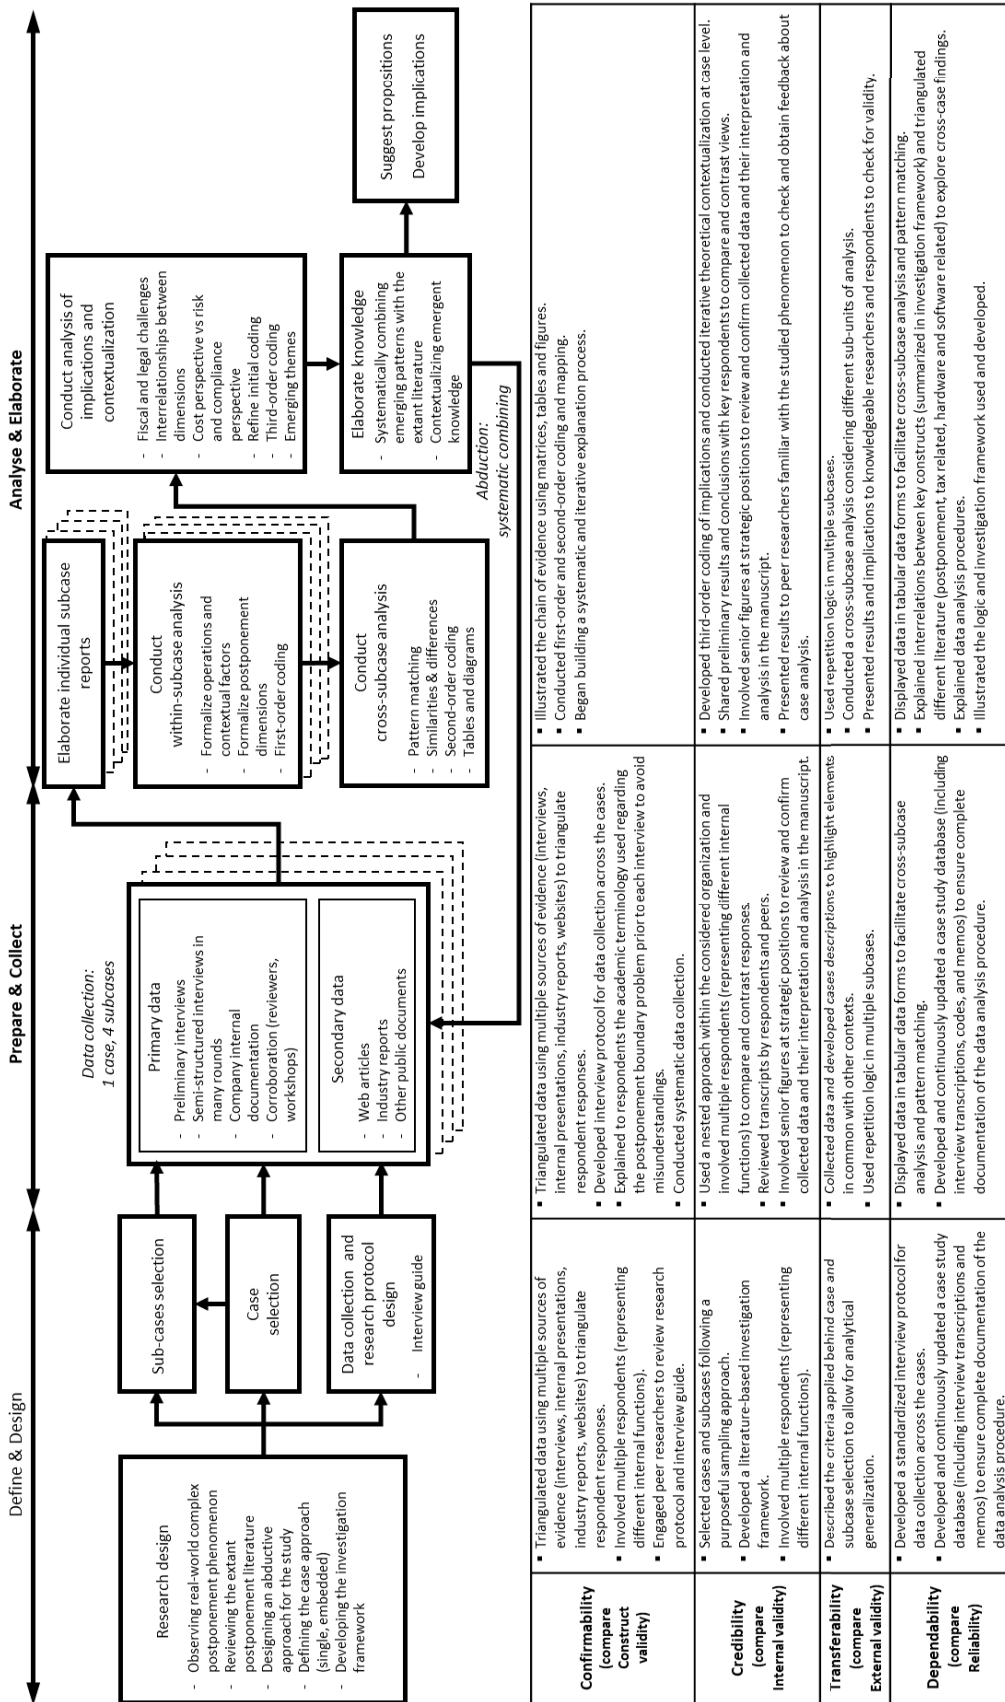 Define & Design
Prepare & Collect
Analyse & Elaborate
Research design
- Observing real-world complex
postponement phenomenon
- Reviewing the extant
postponement literature
- Designing an abductive
approach for the study
- Defining the case approach
(single, embedded)
- Developing the investigation
framework
Sub-cases selection
Case
selection
Data collection and
research protocol
design
- Interview guide
Data collection:
1 case, 4 subcases
Primary data
- Preliminary interviews
- Semi-structured interviews in
many rounds
- Company internal
documentation
- Corroboration (reviewers,
workshops)
Secondary data
- Web articles
- Industry reports
- Other public documents
Elaborate individual subcase
reports
Conduct
within-subcase analysis
- Formalize operations and
contextual factors
- Formalize postponement
dimensions
- First-order coding
Conduct
cross-subcase analysis
- Pattern matching
- Similarities & differences
- Second-order coding
- Tables and diagrams
Conduct analysis of
implications and
contextualization
- Fiscal and legal challenges
- Interrelationships between
dimensions
- Cost perspective vs risk
and compliance
perspective
- Refine initial coding
- Third-order coding
- Emerging themes
Elaborate knowledge
- Systematically combining
emerging patterns with the
extant literature
- Contextualizing emergent
knowledge
Abduction:
systematic combining
Suggest propositions
Develop implications
Confirmability
(compare
Construct
validity)
▪ Triangulated data using multiple sources of
evidence (interviews, internal presentations,
industry reports, websites) to triangulate
respondent responses.
▪ Involved multiple respondents (representing
different internal functions).
▪ Engaged peer researchers to review research
protocol and interview guide.
▪ Triangulated data using multiple sources of evidence (interviews,
internal presentations, industry reports, websites) to triangulate
respondent responses.
▪ Developed interview protocol for data collection across the cases.
▪ Explained to respondents the academic terminology used regarding
the postponement boundary problem prior to each interview to avoid
misunderstandings.
▪ Conducted systematic data collection.
▪ Illustrated the chain of evidence using matrices, tables and figures.
▪ Conducted first-order and second-order coding and mapping.
▪ Began building a systematic and iterative explanation process.
Credibility
(compare
Internal validity)
▪ Selected cases and subcases following a
purposeful sampling approach.
▪ Developed a literature-based investigation
framework.
▪ Involved multiple respondents (representing
different internal functions).
▪ Used a nested approach within the considered organization and
involved multiple respondents (representing different internal
functions) to compare and contrast responses.
▪ Reviewed transcripts by respondents and peers.
▪ Involved senior figures at strategic positions to review and confirm
collected data and their interpretation and analysis in the manuscript.
▪ Developed third-order coding of implications and conducted iterative theoretical contextualization at case level.
▪ Shared preliminary results and conclusions with key respondents to compare and contrast views.
▪ Involved senior figures at strategic positions to review and confirm collected data and their interpretation and
analysis in the manuscript.
▪ Presented results to peer researchers familiar with the studied phenomenon to check and obtain feedback about
case analysis.
Transferability
(compare
External validity)
▪ Described the criteria applied behind case and
subcase selection to allow for analytical
generalization.
▪ Collected data and developed cases descriptions to highlight elements
in common with other contexts.
▪ Used repetition logic in multiple subcases.
▪ Used repetition logic in multiple subcases.
▪ Conducted a cross-subcase analysis considering different sub-units of analysis.
▪ Presented results and implications to knowledgeable researchers and respondents to check for validity.
Dependability
(compare
Reliability)
▪ Developed a standardized interview protocol for
data collection across the cases.
▪ Developed and continuously updated a case study
database (including interview transcriptions and
memos) to ensure complete documentation of the
data analysis procedure.
▪ Displayed data in tabular data forms to facilitate cross-subcase
analysis and pattern matching.
▪ Developed and continuously updated a case study database (including
interview transcriptions, codes, and memos) to ensure complete
documentation of the data analysis procedure.
▪ Displayed data in tabular data forms to facilitate cross-subcase analysis and pattern matching.
▪ Explained interrelations between key constructs (summarized in investigation framework) and triangulated
different literature (postponement, tax related, hardware and software related) to explore cross-case findings.
▪ Explained data analysis procedures.
▪ Illustrated the logic and investigation framework used and developed.